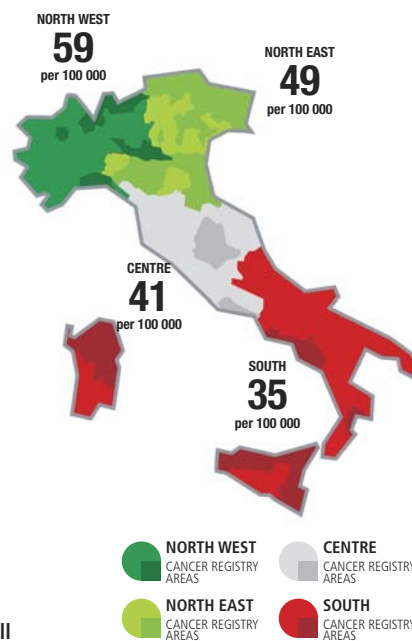 NORTH WEST
59
per 100 000
NORTH EAST
49
per 100 000
CENTRE
41
per 100 000
SOUTH
35
per 100 000
NORTH WEST
CANCER REGISTRY
AREAS
CENTRE
CANCER REGISTRY
AREAS
NORTH EAST
CANCER REGISTRY
AREAS
SOUTH
CANCER REGISTRY
AREAS
ll